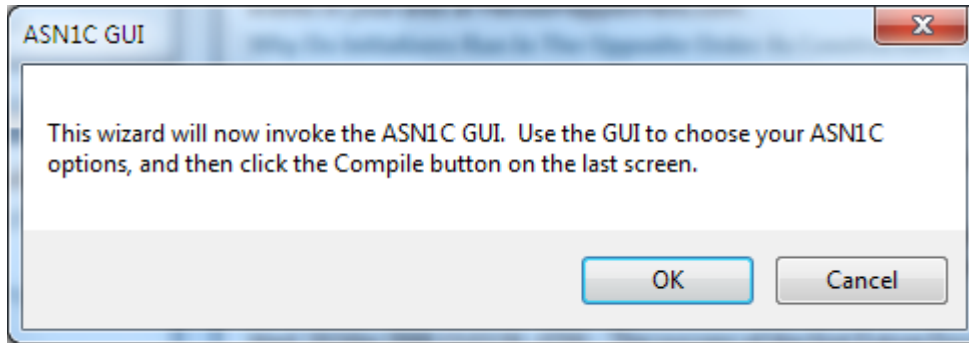 ASN1C GUI
This wizard will now invoke the ASN1C GUI.  Use the GUI to choose your ASN1C
options, and then click the Compile button on the last screen.
OK
Cancel